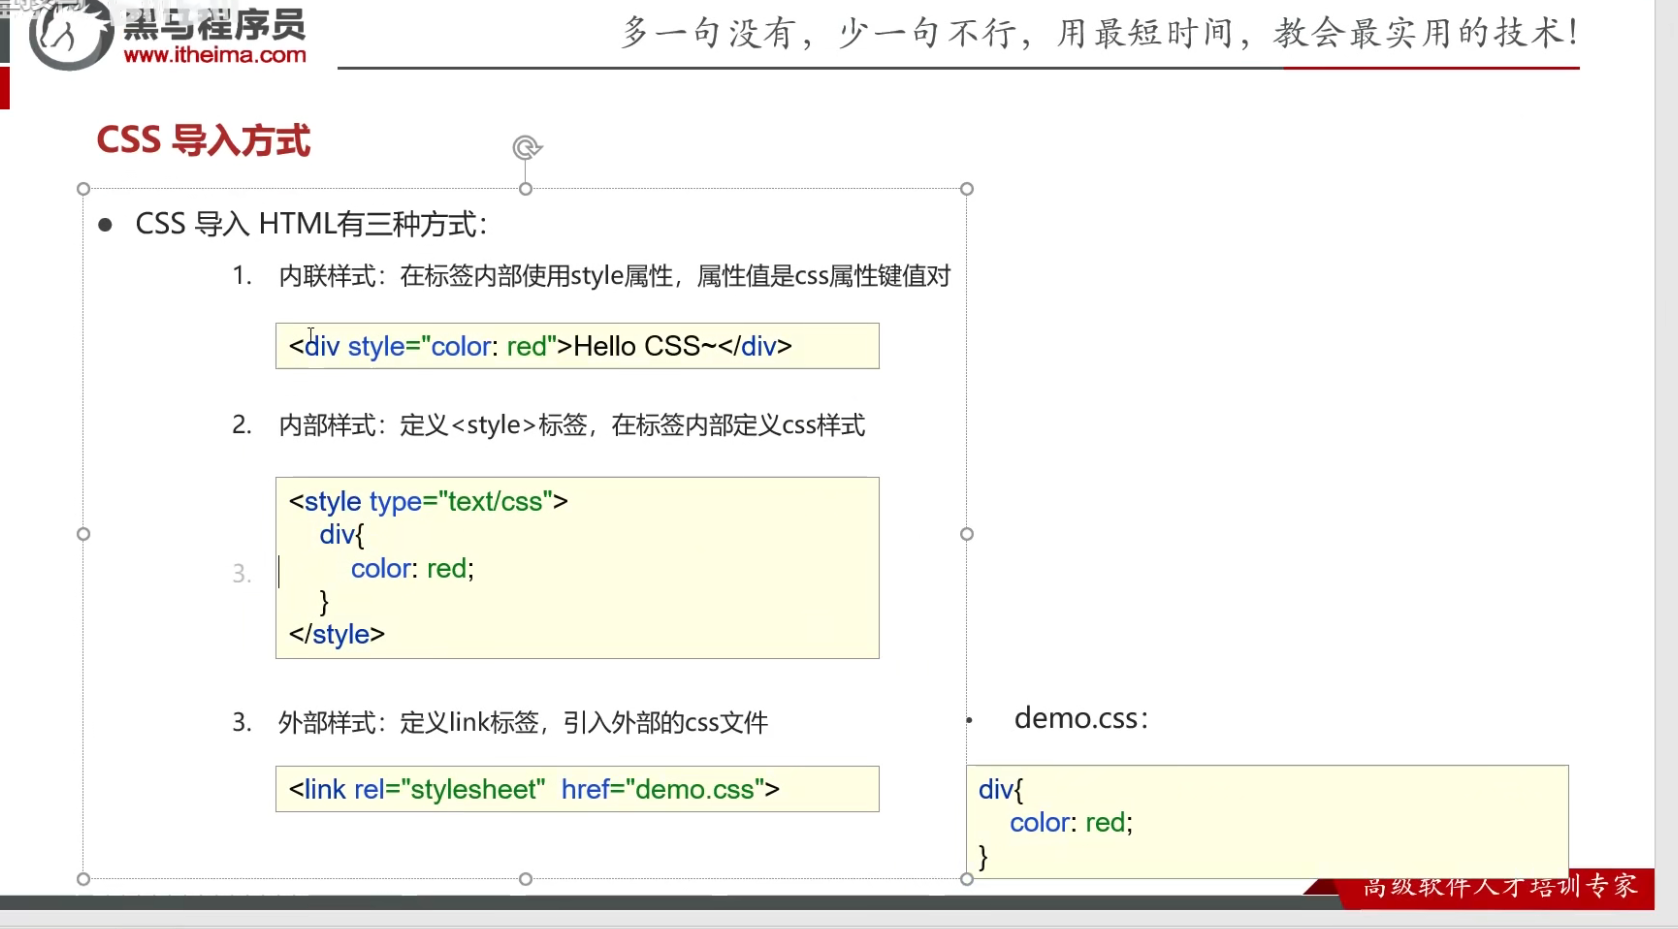 黑马程序员
www.itheima.com
多一句没有，少一句不行，用最短时间，教会最实用的技术！
CSS 导入方式
● CSS 导入 HTML有三种方式：
1. 内联样式：在标签内部使用style属性，属性值是css属性键值对
<div style="color: red">Hello CSS~</div>
2. 内部样式：定义<style>标签，在标签内部定义css样式
<style type="text/css">
div{
3.
color: red;
}
</style>
3. 外部样式：定义link标签，引入外部的css文件
<link rel="stylesheet" href="demo.css">
• demo.css：
div{
color: red;
}
高级软件人才培训专家